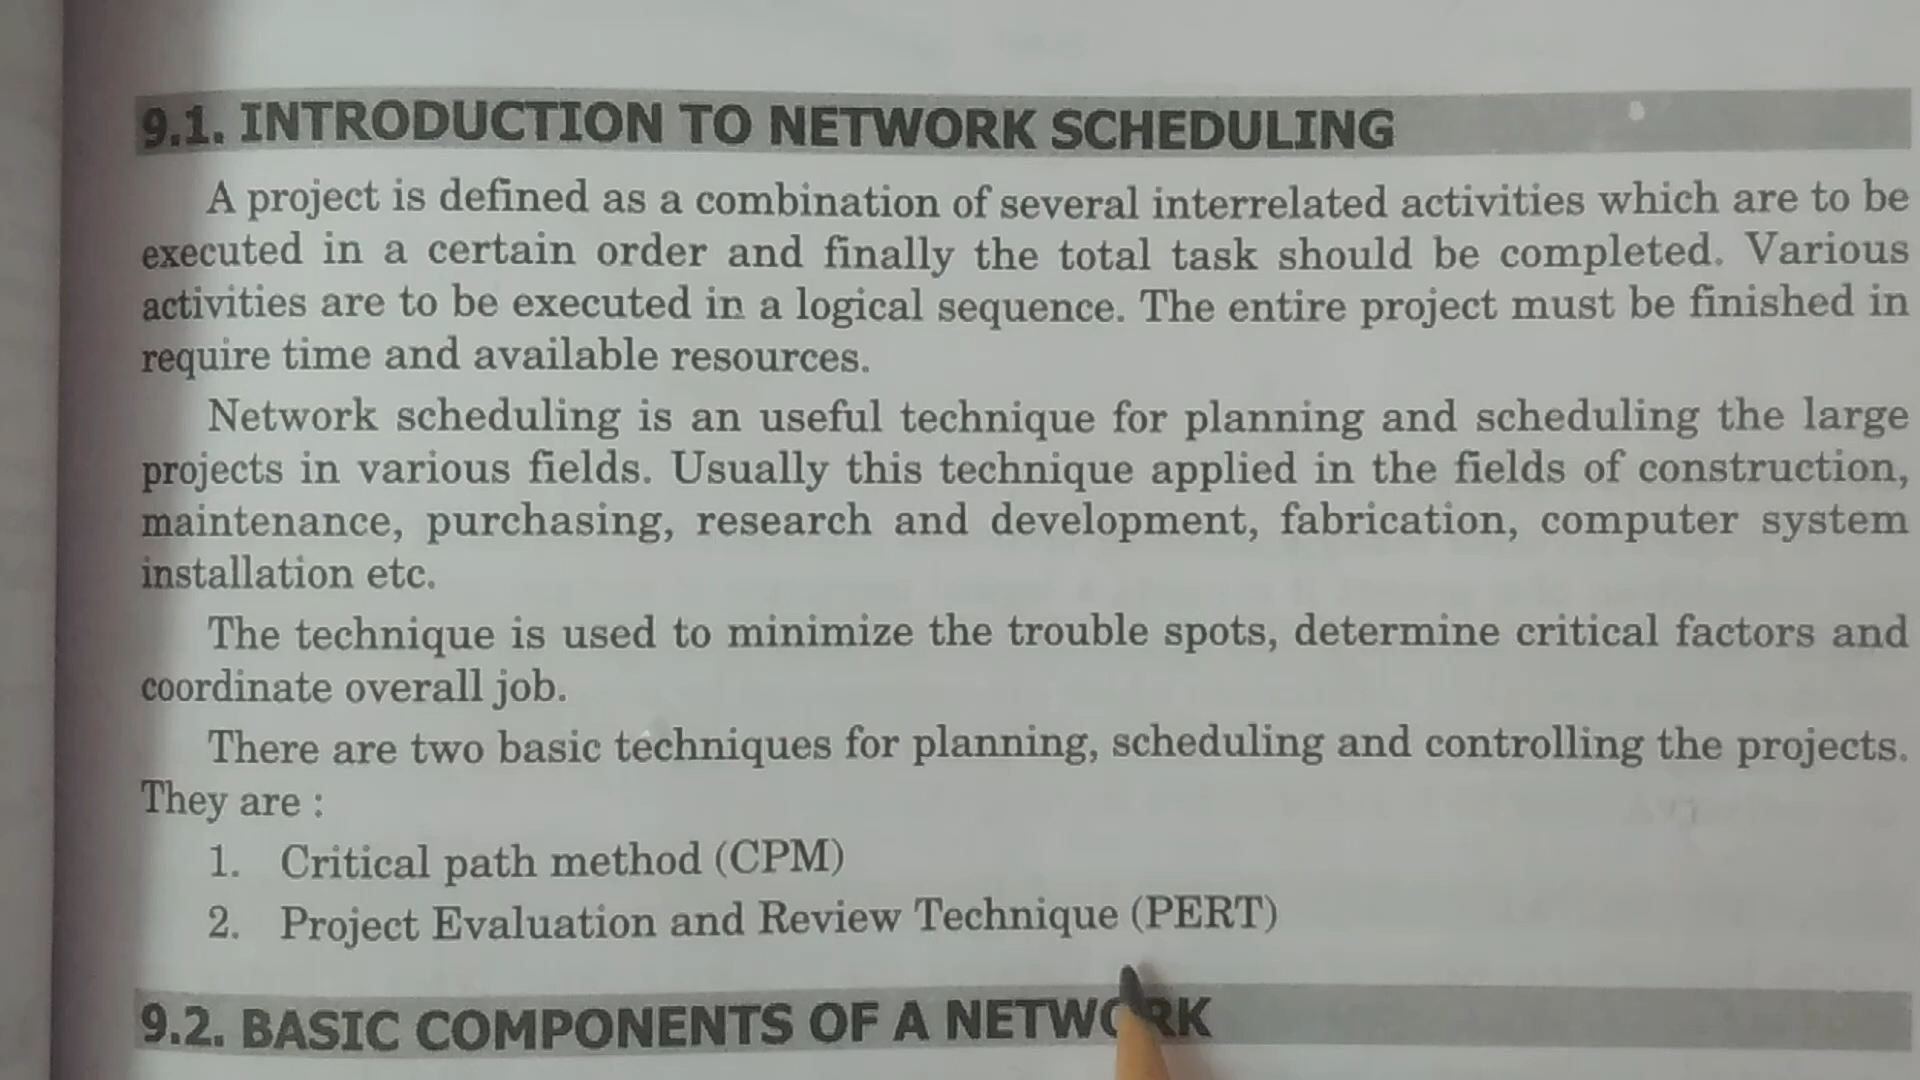 9.1. INTRODUCTION TO NETWORK SCHEDULING
A project is defined as a combination of several interrelated activities which are to be
executed in a certain order and finally the total task should be completed. Various
activities are to be executed in a logical sequence. The entire project must be finished in
require time and available resources.
Network scheduling is an useful technique for planning and scheduling the large
projects in various fields. Usually this technique applied in the fields of construction,
maintenance, purchasing, research and development, fabrication, computer system
installation etc.
The technique is used to minimize the trouble spots, determine critical factors and
coordinate overall job.
There are two basic techniques for planning, scheduling and controlling the projects.
They are :
1. Critical path method (CPM)
2. Project Evaluation and Review Technique (PERT)
9.2. BASIC COMPONENTS OF A NETWORK